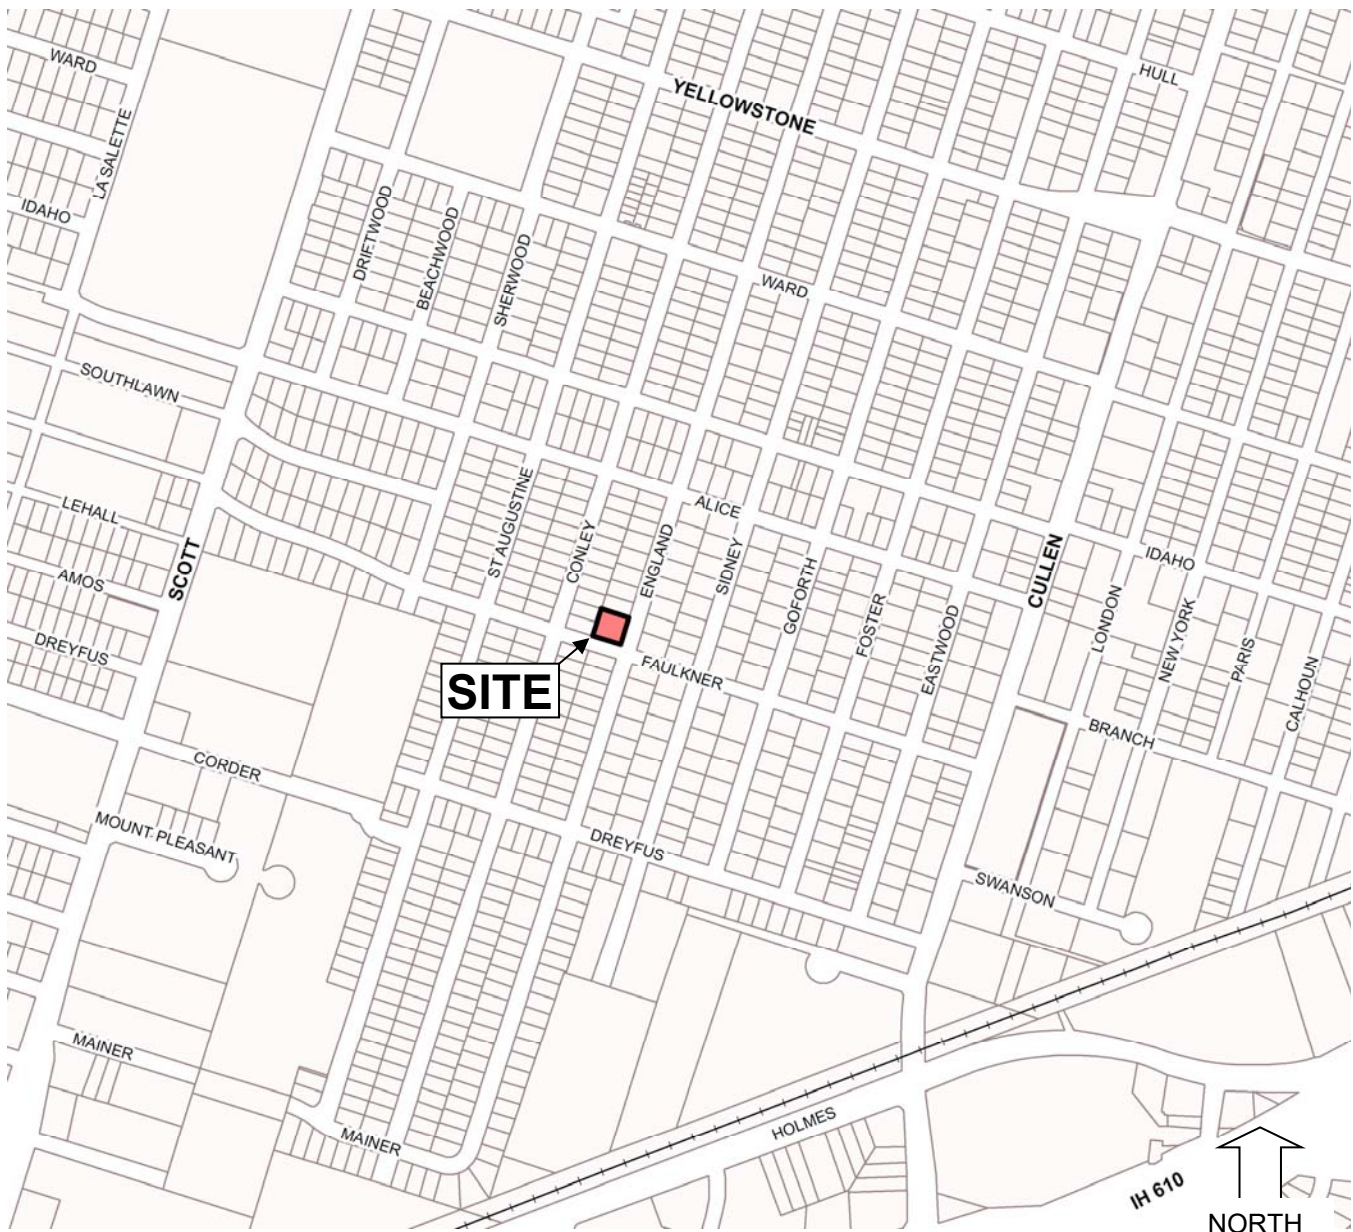 WARD
HULL
YELLOWSTONE
LA SALETTE
IDAHO
DRIFTWOOD
BEACHWOOD
SHERWOOD
WARD
SOUTHLAWN
ST AUGUSTINE
CONLEY
ENGLAND
ALICE
SIDNEY
GOFORTH
FOSTER
EASTWOOD
CULLEN
IDAHO
LONDON
NEW YORK
PARIS
CALHOUN
LEHALL
SCOTT
AMOS
DREYFUS
SITE
FAULKNER
BRANCH
CORDER
MOUNT PLEASANT
DREYFUS
SWANSON
MAINER
MAINER
HOLMES
IH 610
NORTH